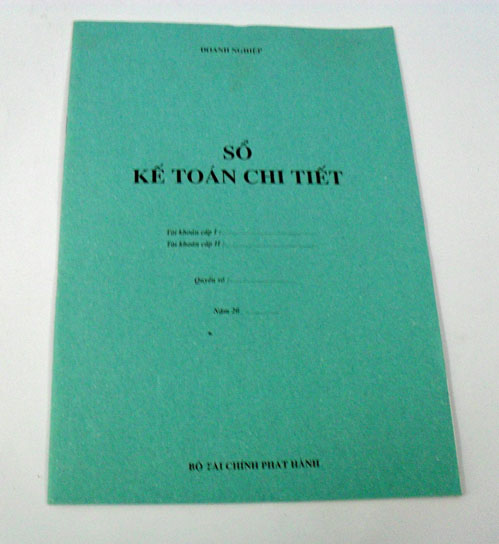 DOANH NGHIỆP
SỔ
KẾ TOÁN CHI TIẾT
Tài khoản cấp I :
Tài khoản cấp II :
Quyển số :
Năm 20
BỘ TÀI CHÍNH PHÁT HÀNH